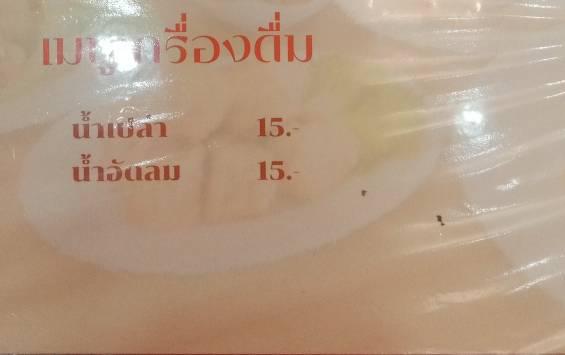 เมนูเครื่องดื่ม
น้ำเปล่า 15.-
น้ำอัดลม 15.-